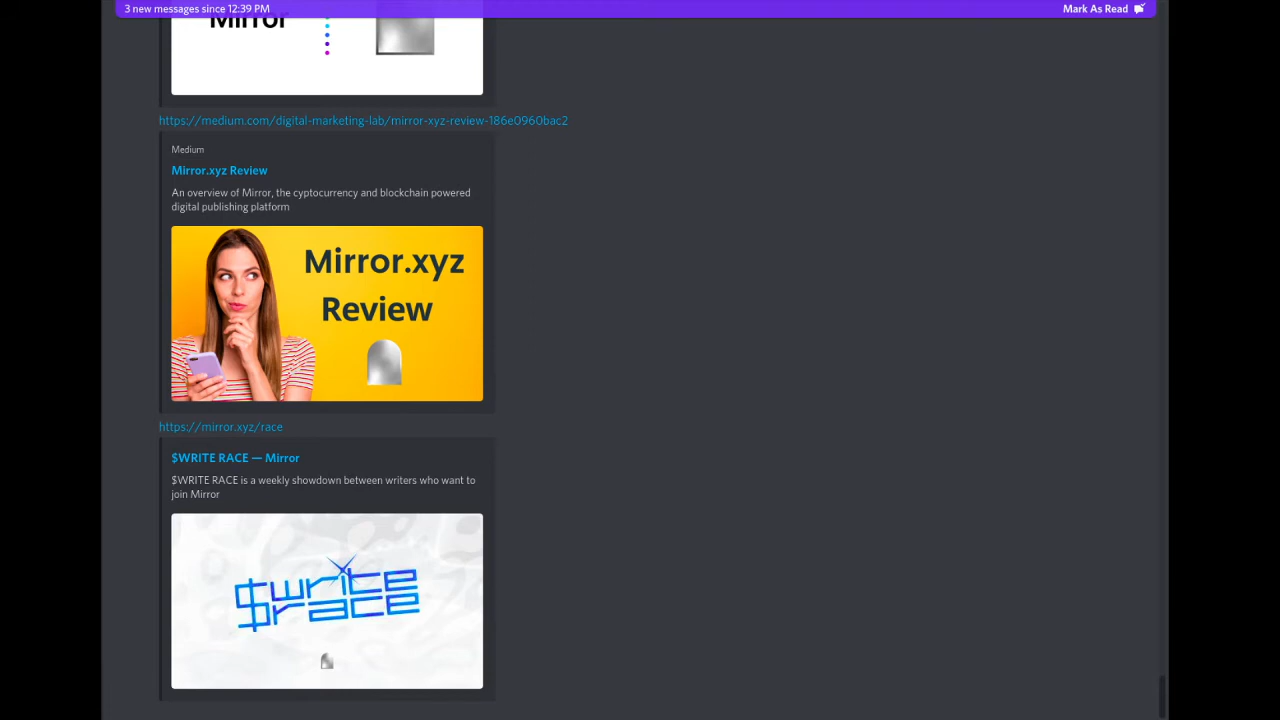 3 new messages since 12:39 PM
Mark As Read
Mirror
https://medium.com/digital-marketing-lab/mirror-xyz-review-186e0960bac2
Medium
Mirror.xyz Review
An overview of Mirror, the cyptocurrency and blockchain powered
digital publishing platform
Mirror.xyz
Review
https://mirror.xyz/race
$WRITE RACE — Mirror
$WRITE RACE is a weekly showdown between writers who want to
join Mirror
$write
$race